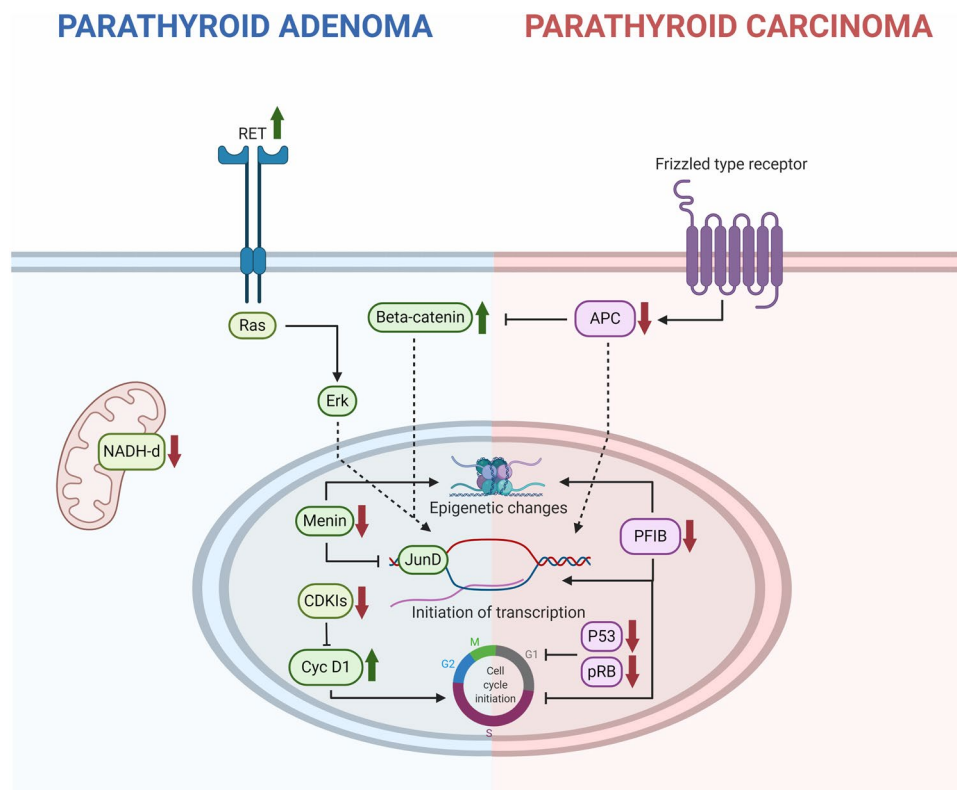 PARATHYROID ADENOMA
PARATHYROID CARCINOMA
RET
Frizzled type receptor
Ras
Beta-catenin
APC
Erk
NADH-d
Epigenetic changes
Menin
PFIB
JunD
CDKIs
Initiation of transcription
P53
M
G1
G2
Cyc D1
Cell
cycle
initiation
pRB
S